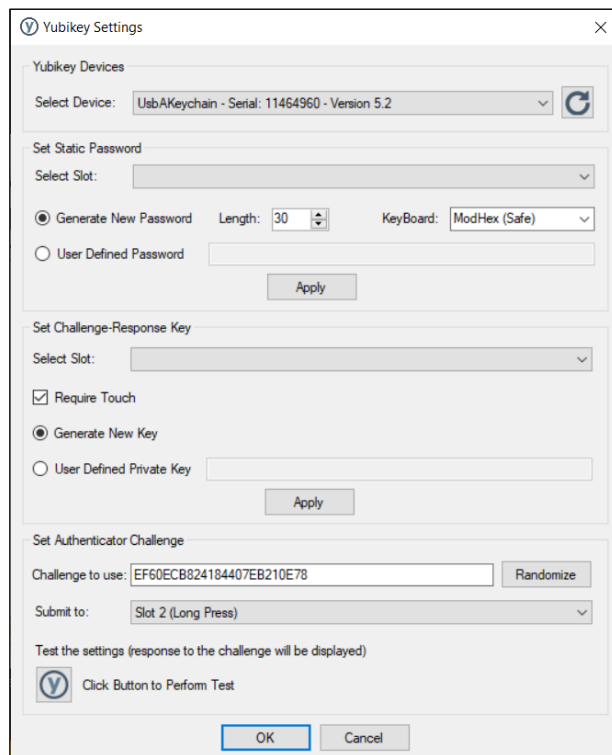 Yubikey Settings
Yubikey Devices
Select Device: UsbAKeychain - Serial: 11464960 - Version 5.2
Set Static Password
Select Slot:
Generate New Password Length: 30 KeyBoard: ModHex (Safe)
User Defined Password
Apply
Set Challenge-Response Key
Select Slot:
Require Touch
Generate New Key
User Defined Private Key
Apply
Set Authenticator Challenge
Challenge to use: EF60ECB824184407EB210E78 Randomize
Submit to: Slot 2 (Long Press)
Test the settings (response to the challenge will be displayed)
Click Button to Perform Test
OK Cancel